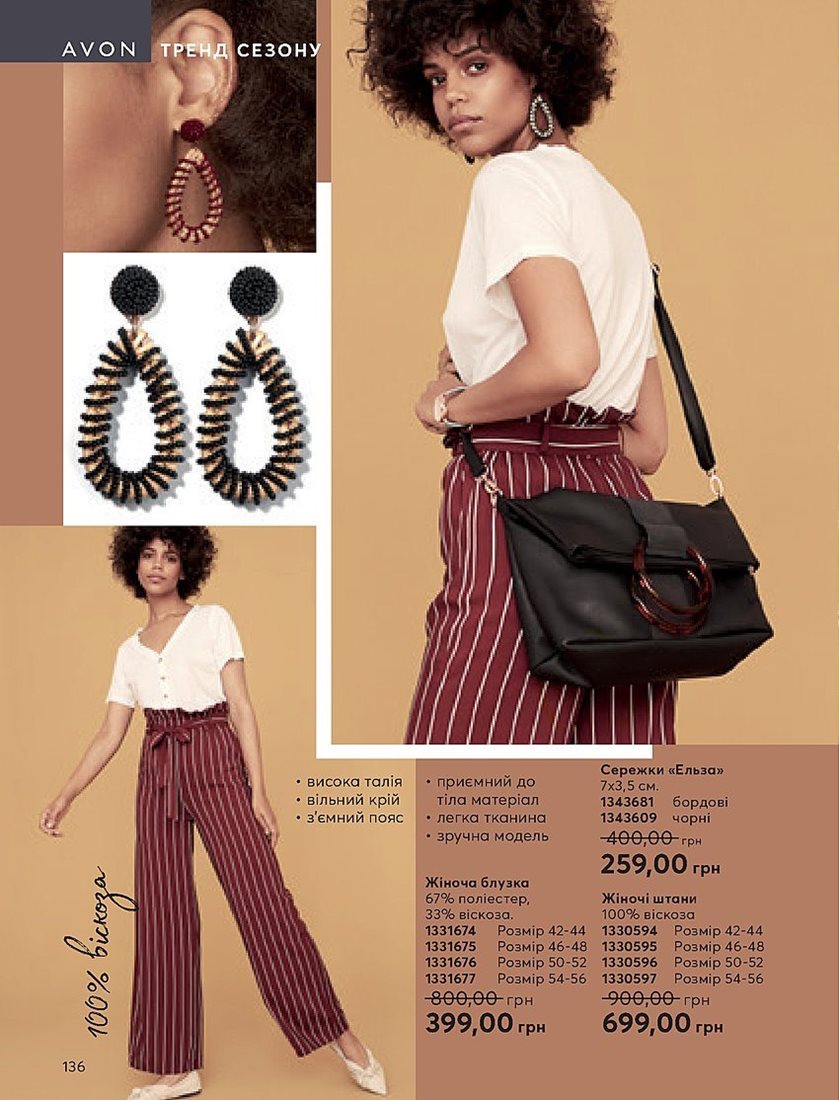 AVON ТРЕНД СЕЗОНУ
• висока талія
• вільний крій
• з'ємний пояс
• приємний до
тіла матеріал
• легка тканина
• зручна модель
Сережки «Ельза»
7х3,5 см.
1343681 бордові
1343609 чорні
400,00 грн
259,00 грн
Жіноча блузка
67% поліестер,
33% віскоза.
1331674 Розмір 42-44
1331675 Розмір 46-48
1331676 Розмір 50-52
1331677 Розмір 54-56
800,00 грн
399,00 грн
Жіночі штани
100% віскоза
1330594 Розмір 42-44
1330595 Розмір 46-48
1330596 Розмір 50-52
1330597 Розмір 54-56
900,00 грн
699,00 грн
100% віскоза
136